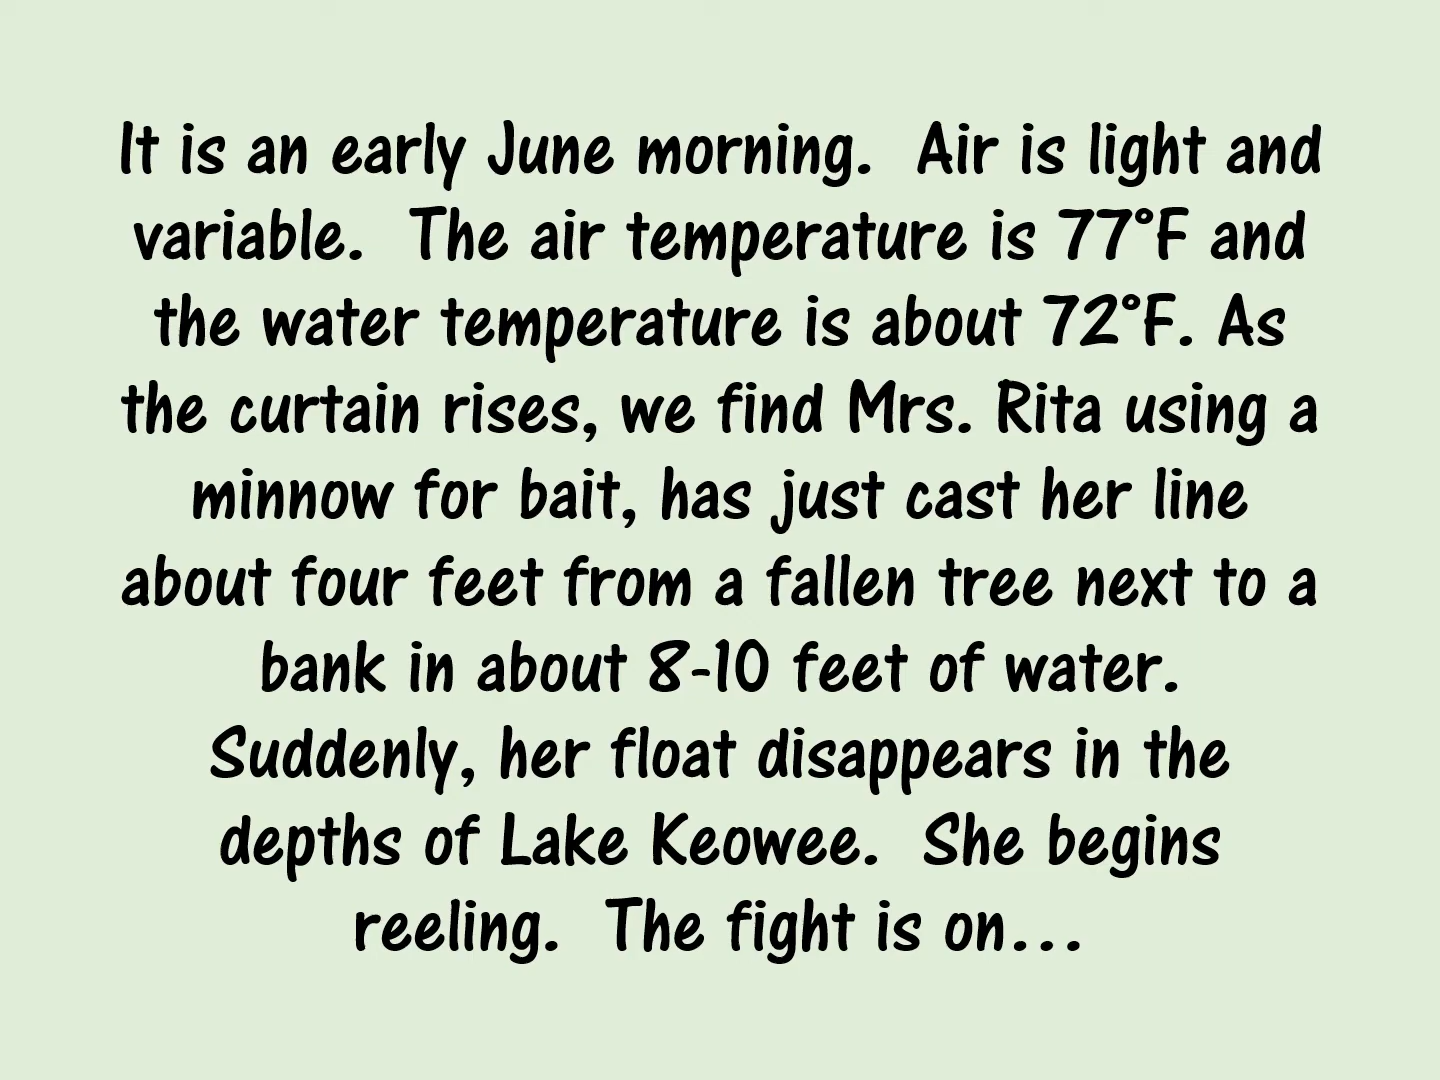 It is an early June morning.  Air is light and
variable.  The air temperature is 77°F and
the water temperature is about 72°F. As
the curtain rises, we find Mrs. Rita using a
minnow for bait, has just cast her line
about four feet from a fallen tree next to a
bank in about 8-10 feet of water.
Suddenly, her float disappears in the
depths of Lake Keowee.  She begins
reeling.  The fight is on...